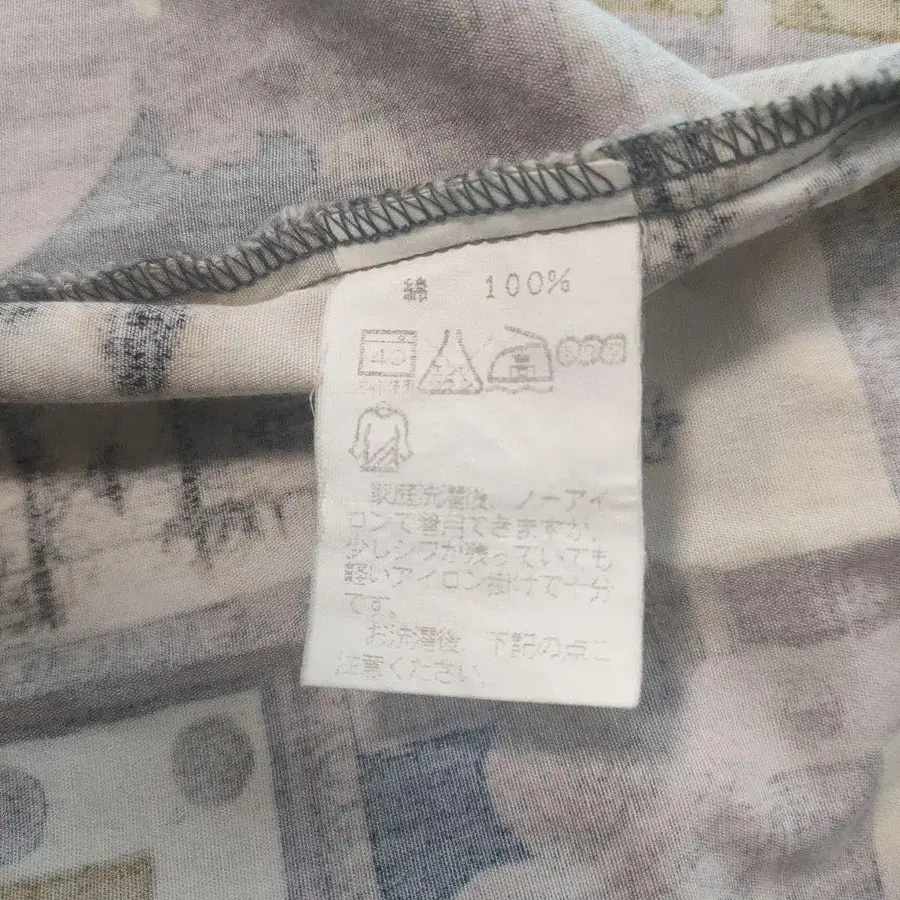 綿 100%
40
家庭洗濯後、ノーアイ
ロンで着用できますが、
少しシワが残っていても
軽いアイロン掛けで十分
です。
お洗濯後、下記の点ご
注意ください。